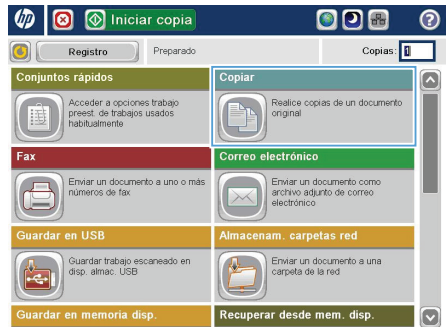 hp
Iniciar copia
?
Registro
Preparado
Copias: 1
Conjuntos rápidos
Copiar
Acceder a opciones trabajo
preest. de trabajos usados
habitualmente
Realice copias de un documento
original
Fax
Correo electrónico
Enviar un documento a uno o más
números de fax
Enviar un documento como
archivo adjunto de correo
electrónico
Guardar en USB
Almacenam. carpetas red
Guardar trabajo escaneado en
disp. almac. USB
Enviar un documento a una
carpeta de la red
Guardar en memoria disp.
Recuperar desde mem. disp.